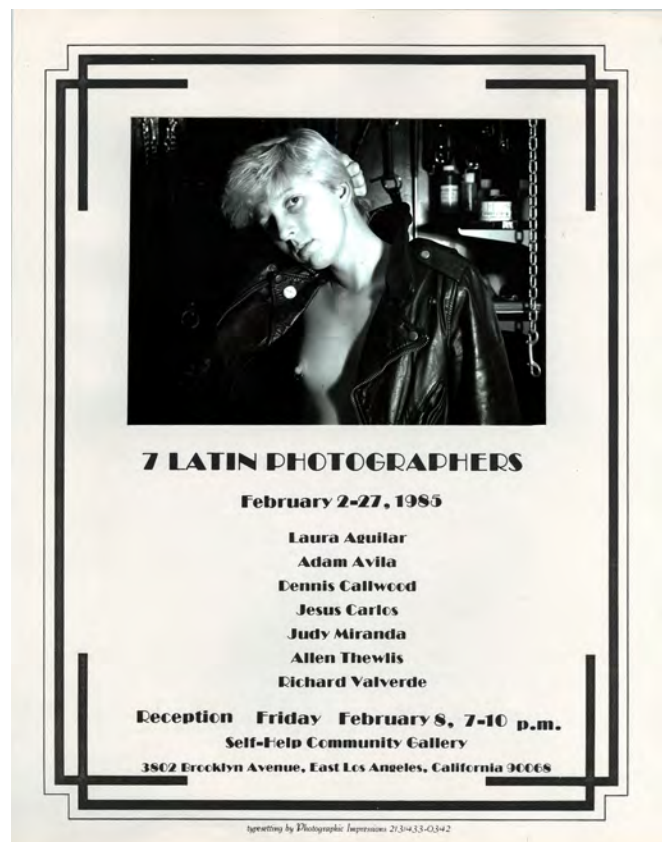 7 LATIN PHOTOGRAPHERS
February 2-27, 1985
Laura Aguilar
Adam Avila
Dennis Callwood
Jesus Carlos
Judy Miranda
Allen Thewlis
Richard Valverde
Reception Friday February 8, 7-10 p.m.
Self-Help Community Gallery
3802 Brooklyn Avenue, East Los Angeles, California 90068
typesetting by Photographic Impressions 213/433-0342